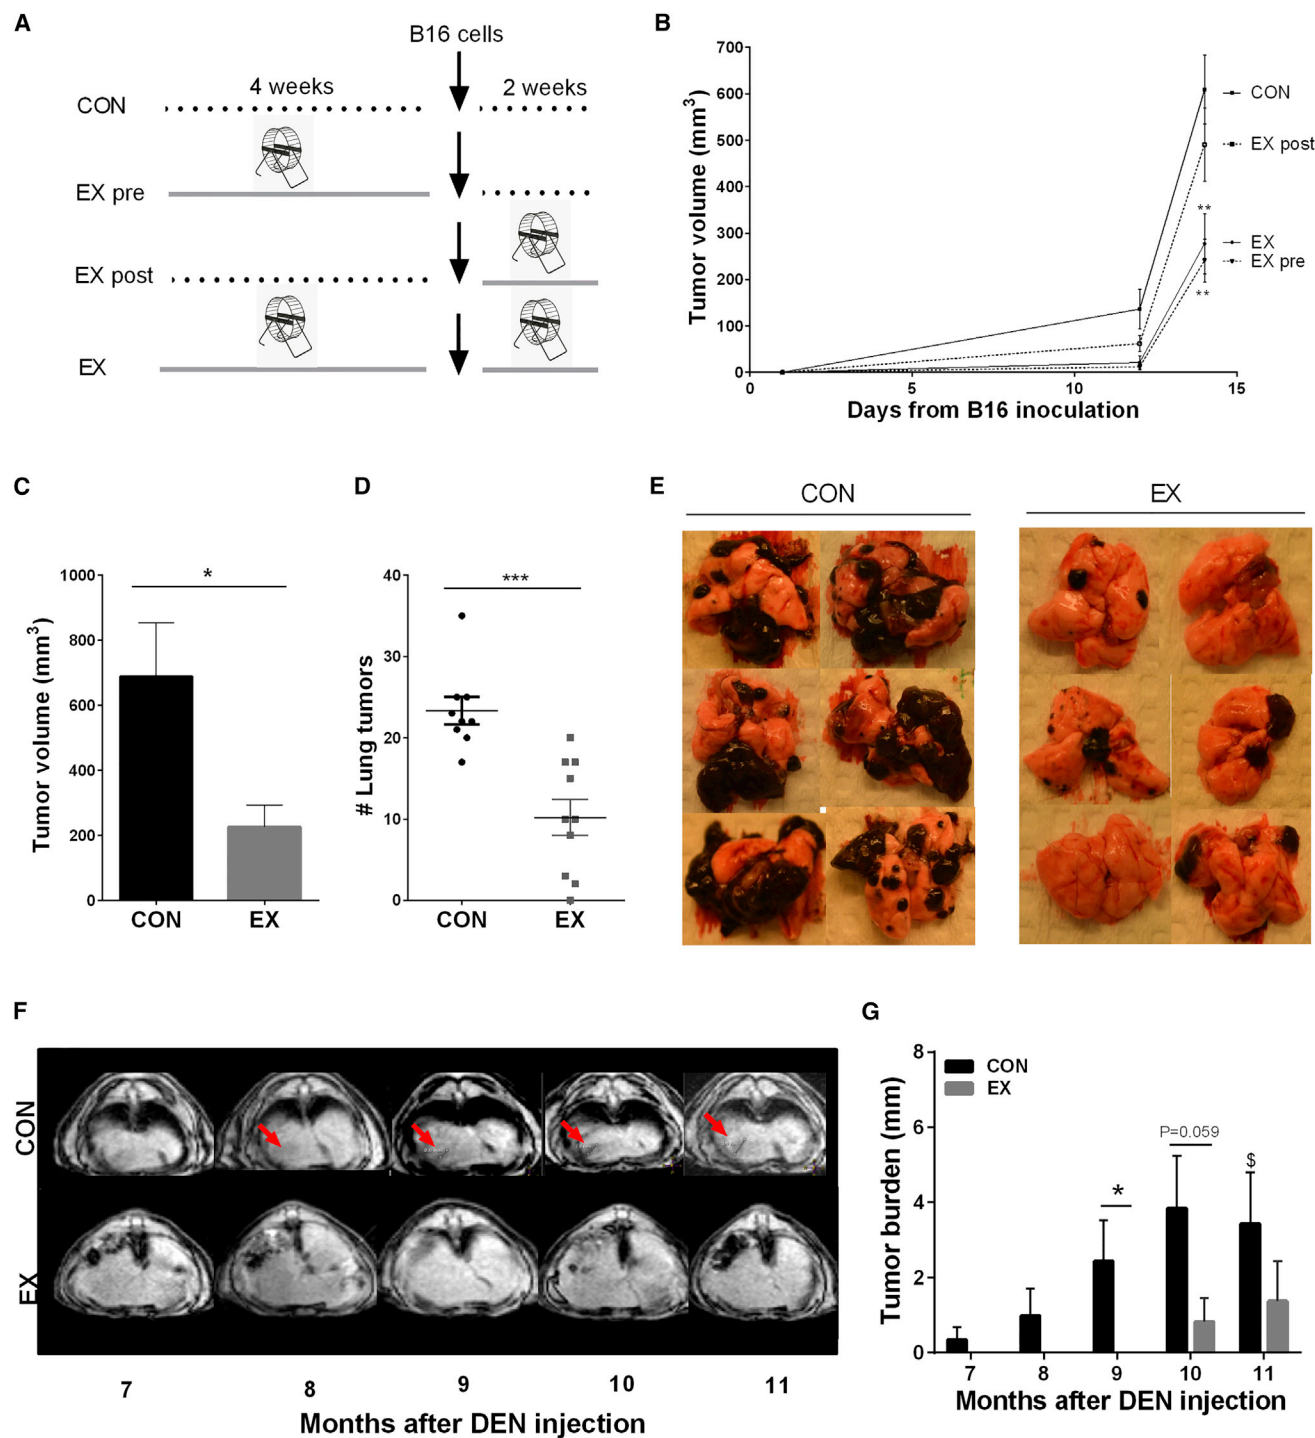 A
B16 cells
4 weeks
2 weeks
CON
EX pre
EX post
EX
B
Tumor volume (mm3)
700
600
500
400
300
200
100
0
0
5
10
15
Days from B16 inoculation
CON
EX post
**
EX
EX pre
**
C
Tumor volume (mm3)
1000
800
600
400
200
0
*
CON
EX
D
# Lung tumors
40
30
20
10
0
***
CON
EX
E
CON
EX
F
CON
EX
7
8
9
10
11
Months after DEN injection
G
Tumor burden (mm)
8
6
4
2
0
CON
EX
*
P=0.059
$
7
8
9
10
11
Months after DEN injection